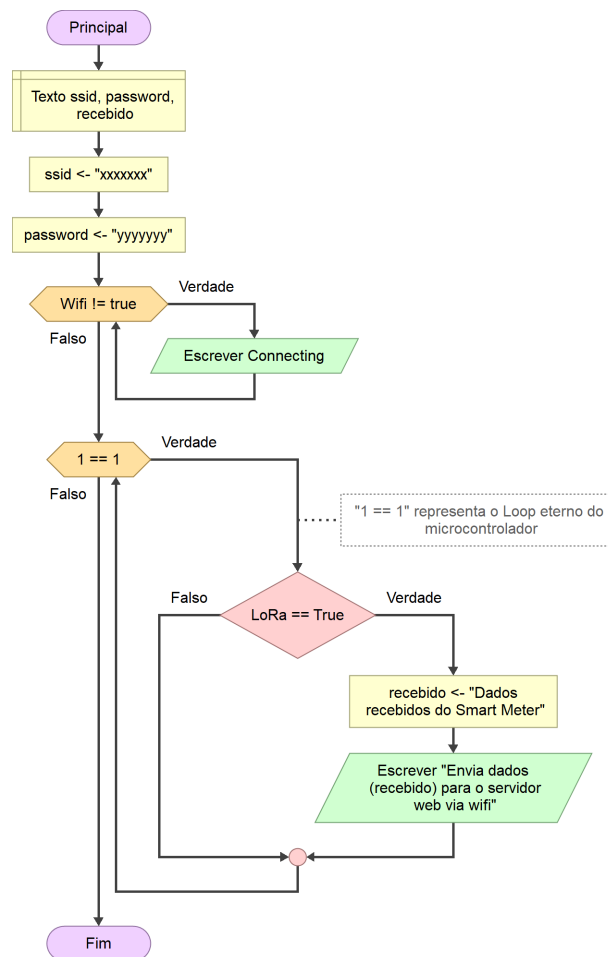 Principal
Texto ssid, password,
recebido
ssid <- "xxxxxxx"
password <- "yyyyyyy"
Wifi != true
Verdade
Falso
Escrever Connecting
1 == 1
Verdade
Falso
"1 == 1" representa o Loop eterno do
microcontrolador
LoRa == True
Falso
Verdade
recebido <- "Dados
recebidos do Smart Meter"
Escrever "Envia dados
(recebido) para o servidor
web via wifi"
Fim